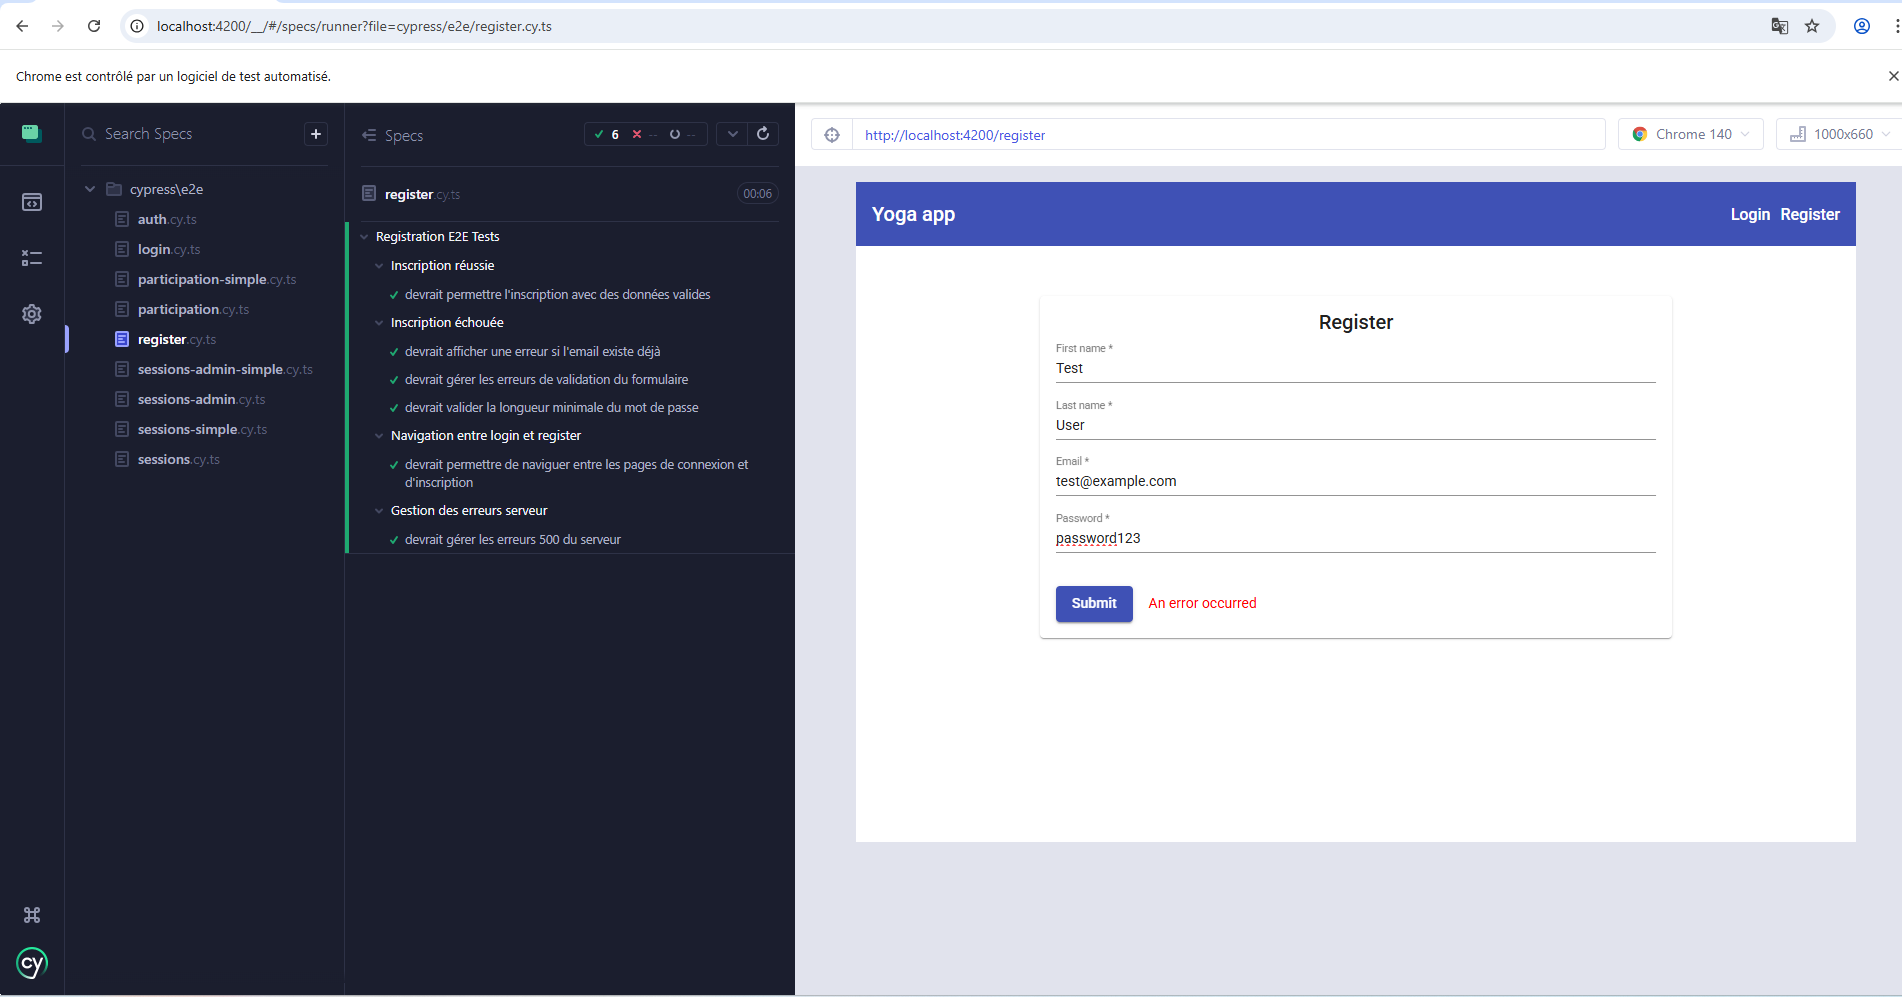 localhost:4200/__/#/specs/runner?file=cypress/e2e/register.cy.ts
Chrome est contrôlé par un logiciel de test automatisé.
Search Specs
+
cypress\e2e
auth.cy.ts
login.cy.ts
participation-simple.cy.ts
participation.cy.ts
register.cy.ts
sessions-admin-simple.cy.ts
sessions-admin.cy.ts
sessions-simple.cy.ts
sessions.cy.ts
cy
Specs
6 -- --
register.cy.ts
00:06
Registration E2E Tests
Inscription réussie
devrait permettre l'inscription avec des données valides
Inscription échouée
devrait afficher une erreur si l'email existe déjà
devrait gérer les erreurs de validation du formulaire
devrait valider la longueur minimale du mot de passe
Navigation entre login et register
devrait permettre de naviguer entre les pages de connexion et
d'inscription
Gestion des erreurs serveur
devrait gérer les erreurs 500 du serveur
http://localhost:4200/register
Chrome 140
1000x660
Yoga app
Login Register
Register
First name *
Test
Last name *
User
Email *
test@example.com
Password *
password123
Submit
An error occurred